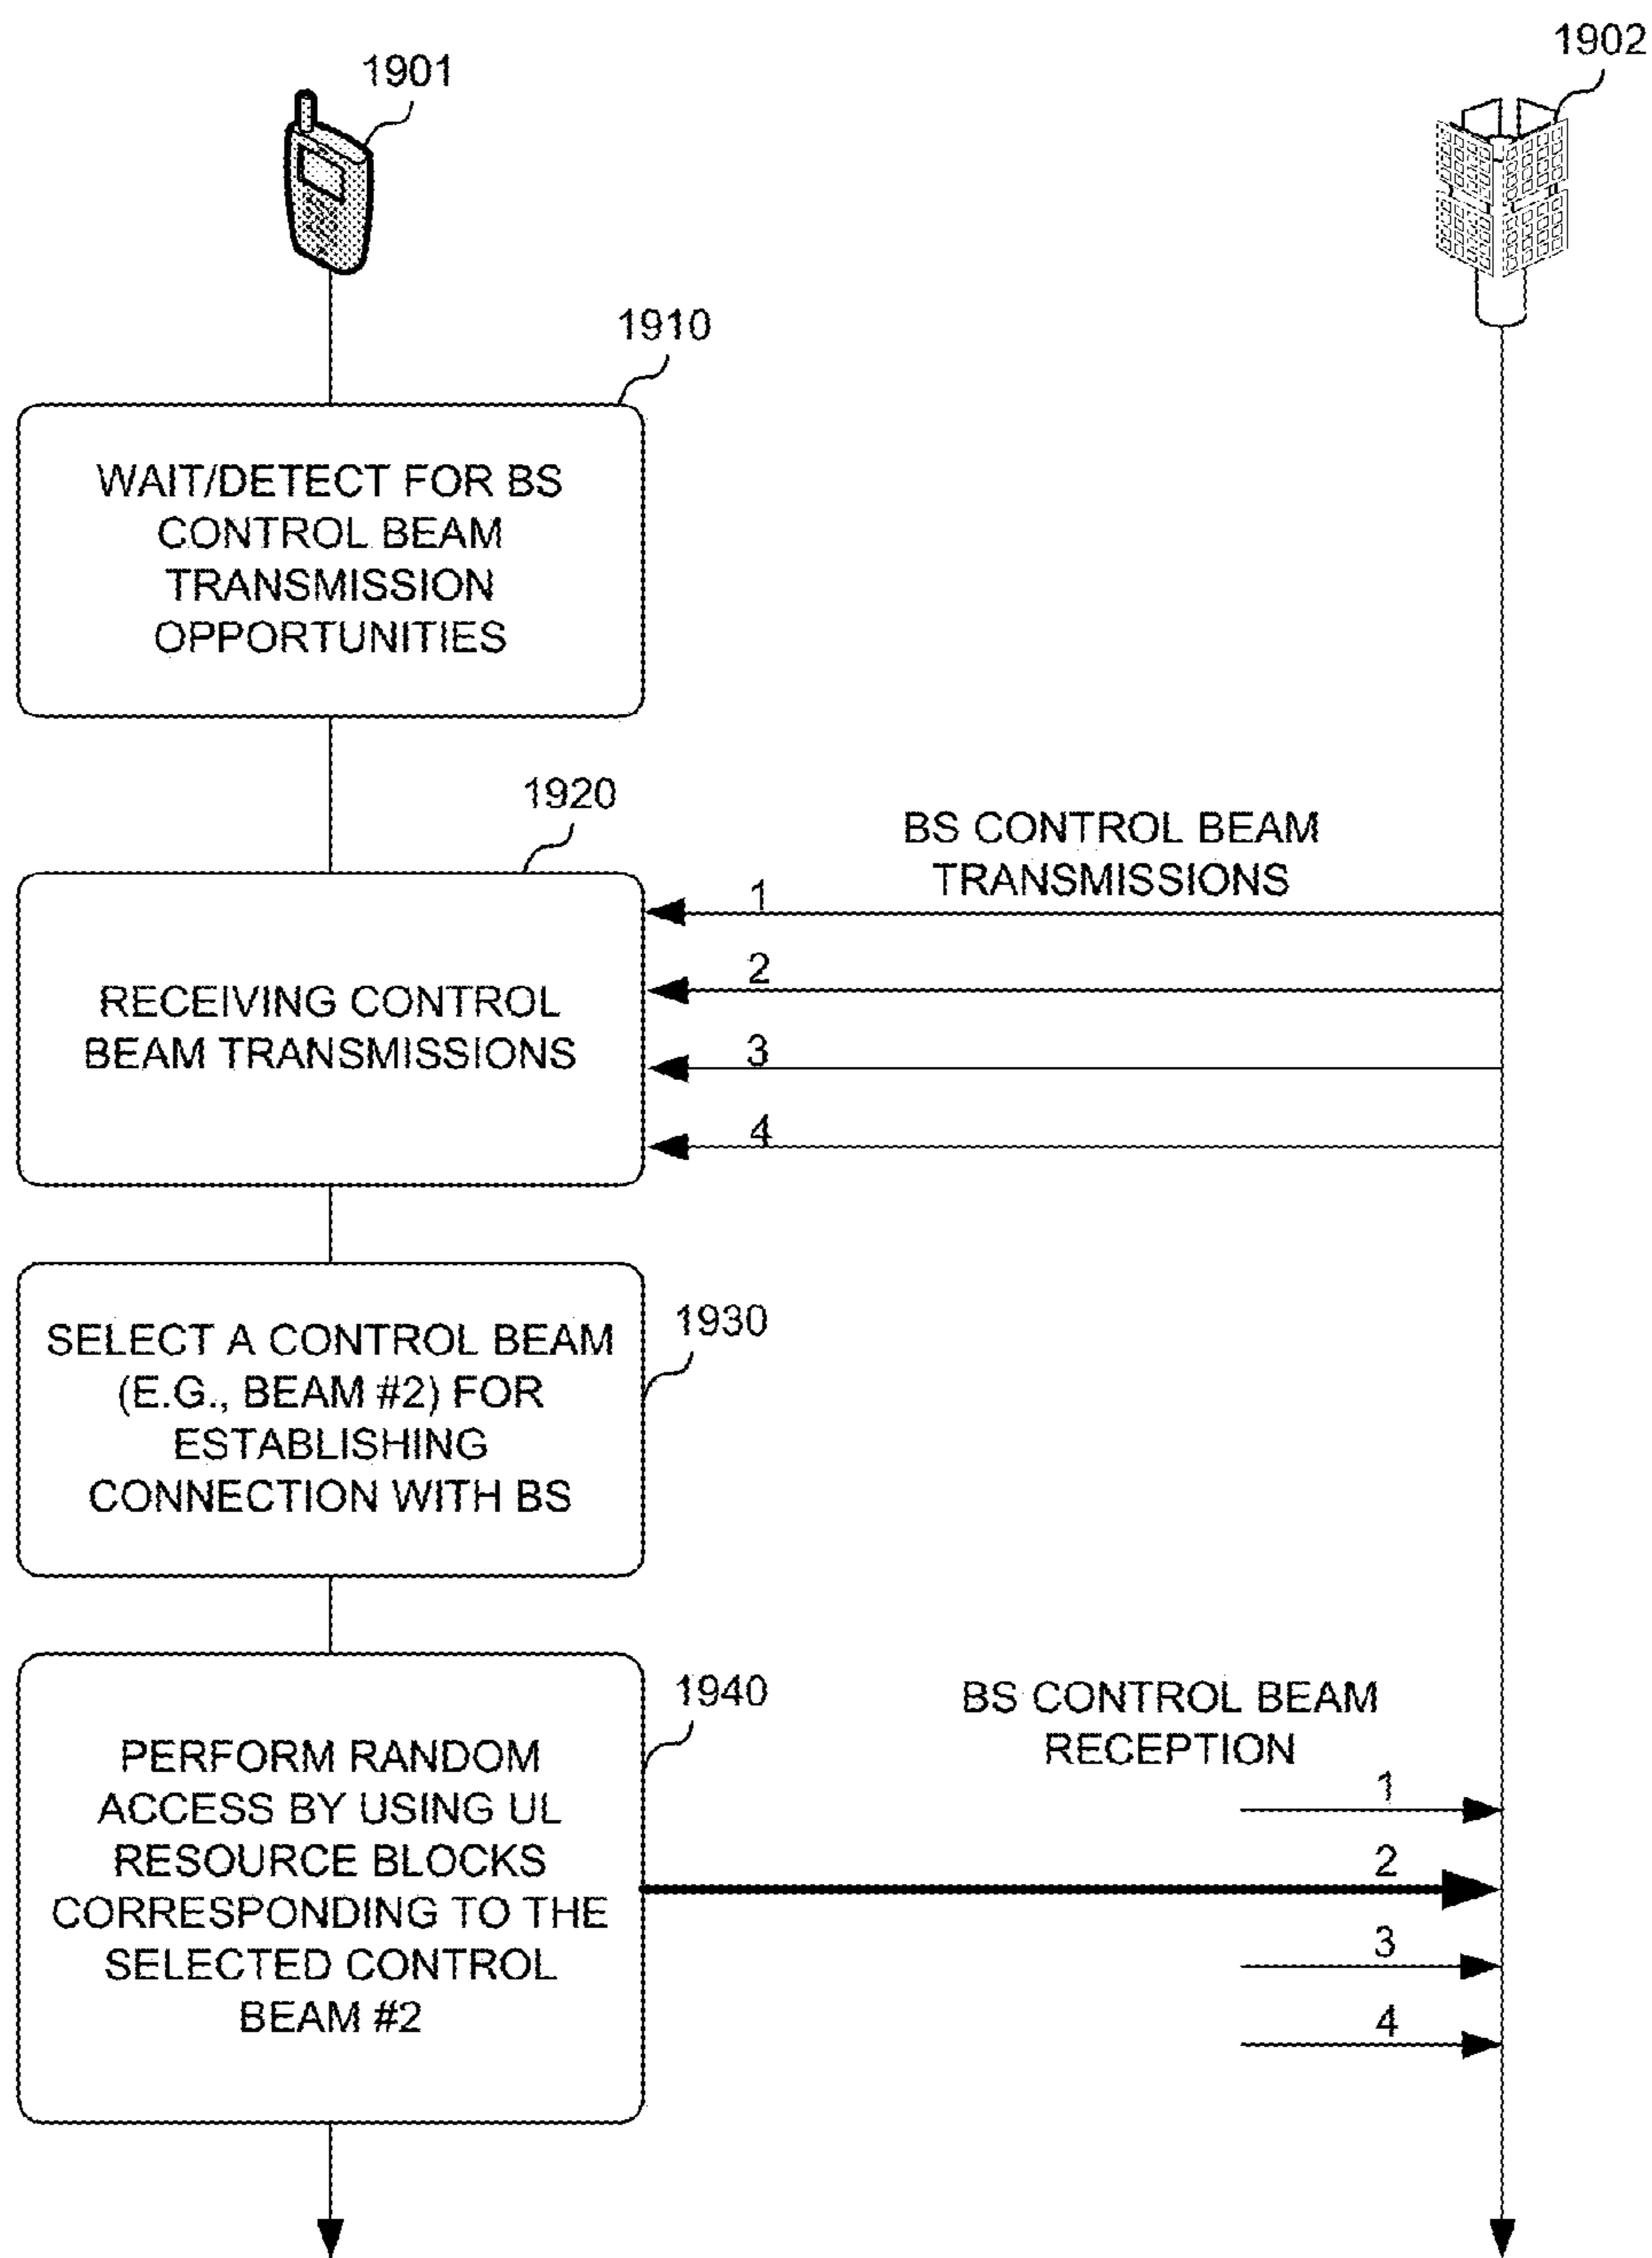 1901
1902
1910
WAIT/DETECT FOR BS
CONTROL BEAM
TRANSMISSION
OPPORTUNITIES
1920
BS CONTROL BEAM
TRANSMISSIONS
1
2
3
4
RECEIVING CONTROL
BEAM TRANSMISSIONS
1930
SELECT A CONTROL BEAM
(E.G., BEAM #2) FOR
ESTABLISHING
CONNECTION WITH BS
1940
PERFORM RANDOM
ACCESS BY USING UL
RESOURCE BLOCKS
CORRESPONDING TO THE
SELECTED CONTROL
BEAM #2
BS CONTROL BEAM
RECEPTION
1
2
3
4